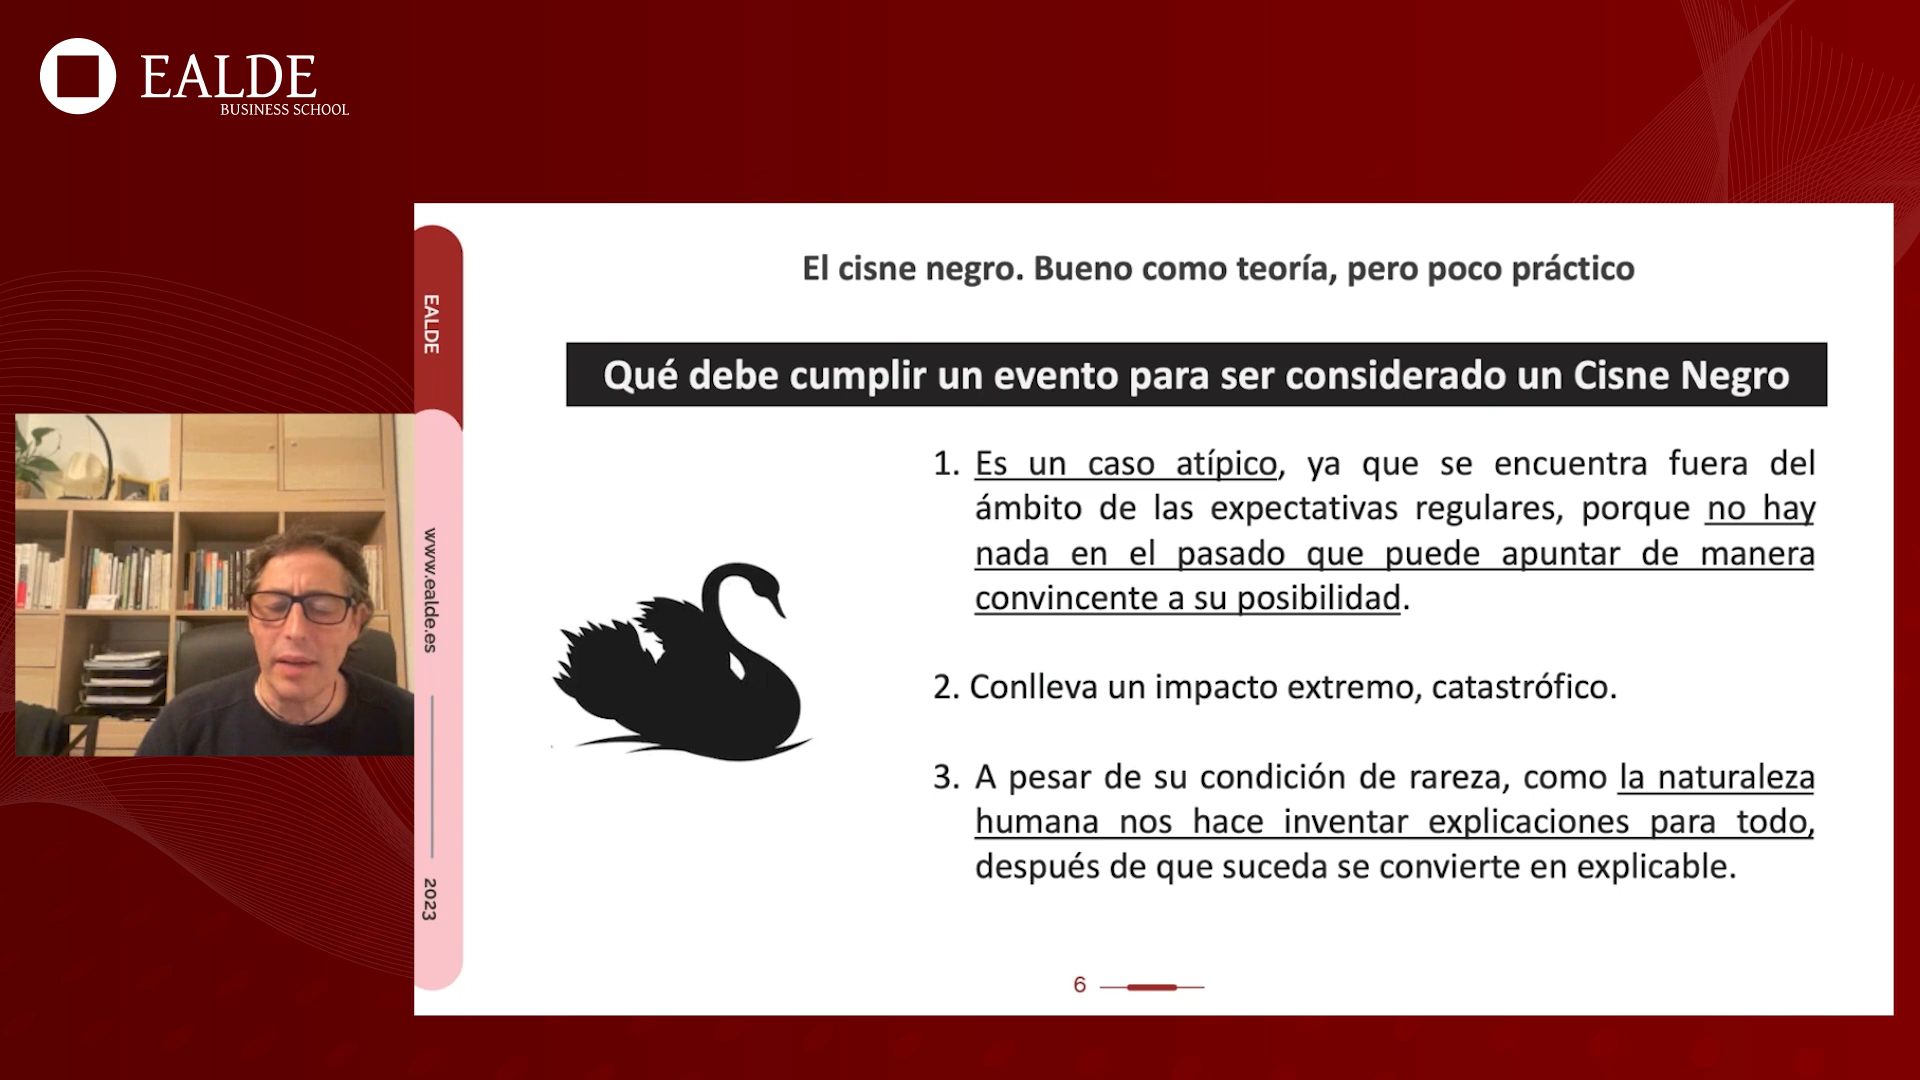 EALDE
BUSINESS SCHOOL
EALDE
www.ealde.es
2023
El cisne negro. Bueno como teoría, pero poco práctico
Qué debe cumplir un evento para ser considerado un Cisne Negro
1. Es un caso atípico, ya que se encuentra fuera del
ámbito de las expectativas regulares, porque no hay
nada en el pasado que puede apuntar de manera
convincente a su posibilidad.
2. Conlleva un impacto extremo, catastrófico.
3. A pesar de su condición de rareza, como la naturaleza
humana nos hace inventar explicaciones para todo,
después de que suceda se convierte en explicable.
6